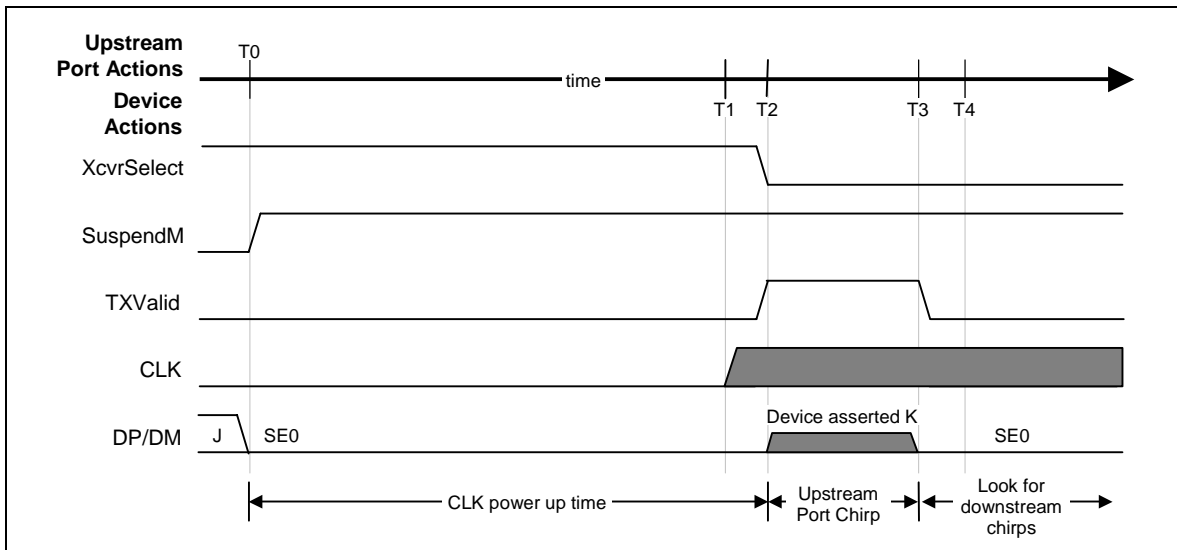 Upstream
Port Actions
T0
time
Device
Actions
T1
T2
T3
T4
XcvrSelect
SuspendM
TXValid
CLK
Device asserted K
DP/DM
J
SE0
SE0
CLK power up time
Upstream
Port Chirp
Look for
downstream
chirps